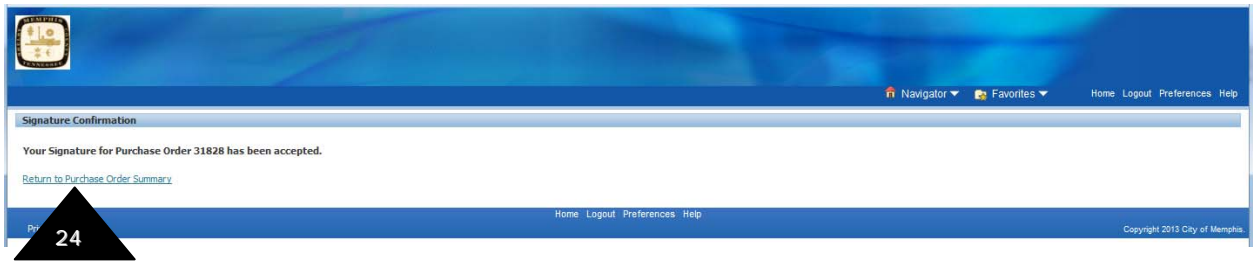 MEMPHIS
TENNESSEE
Navigator Favorites Home Logout Preferences Help
Signature Confirmation
Your Signature for Purchase Order 31828 has been accepted.
Return to Purchase Order Summary
Home Logout Preferences Help
24
Copyright 2013 City of Memphis.